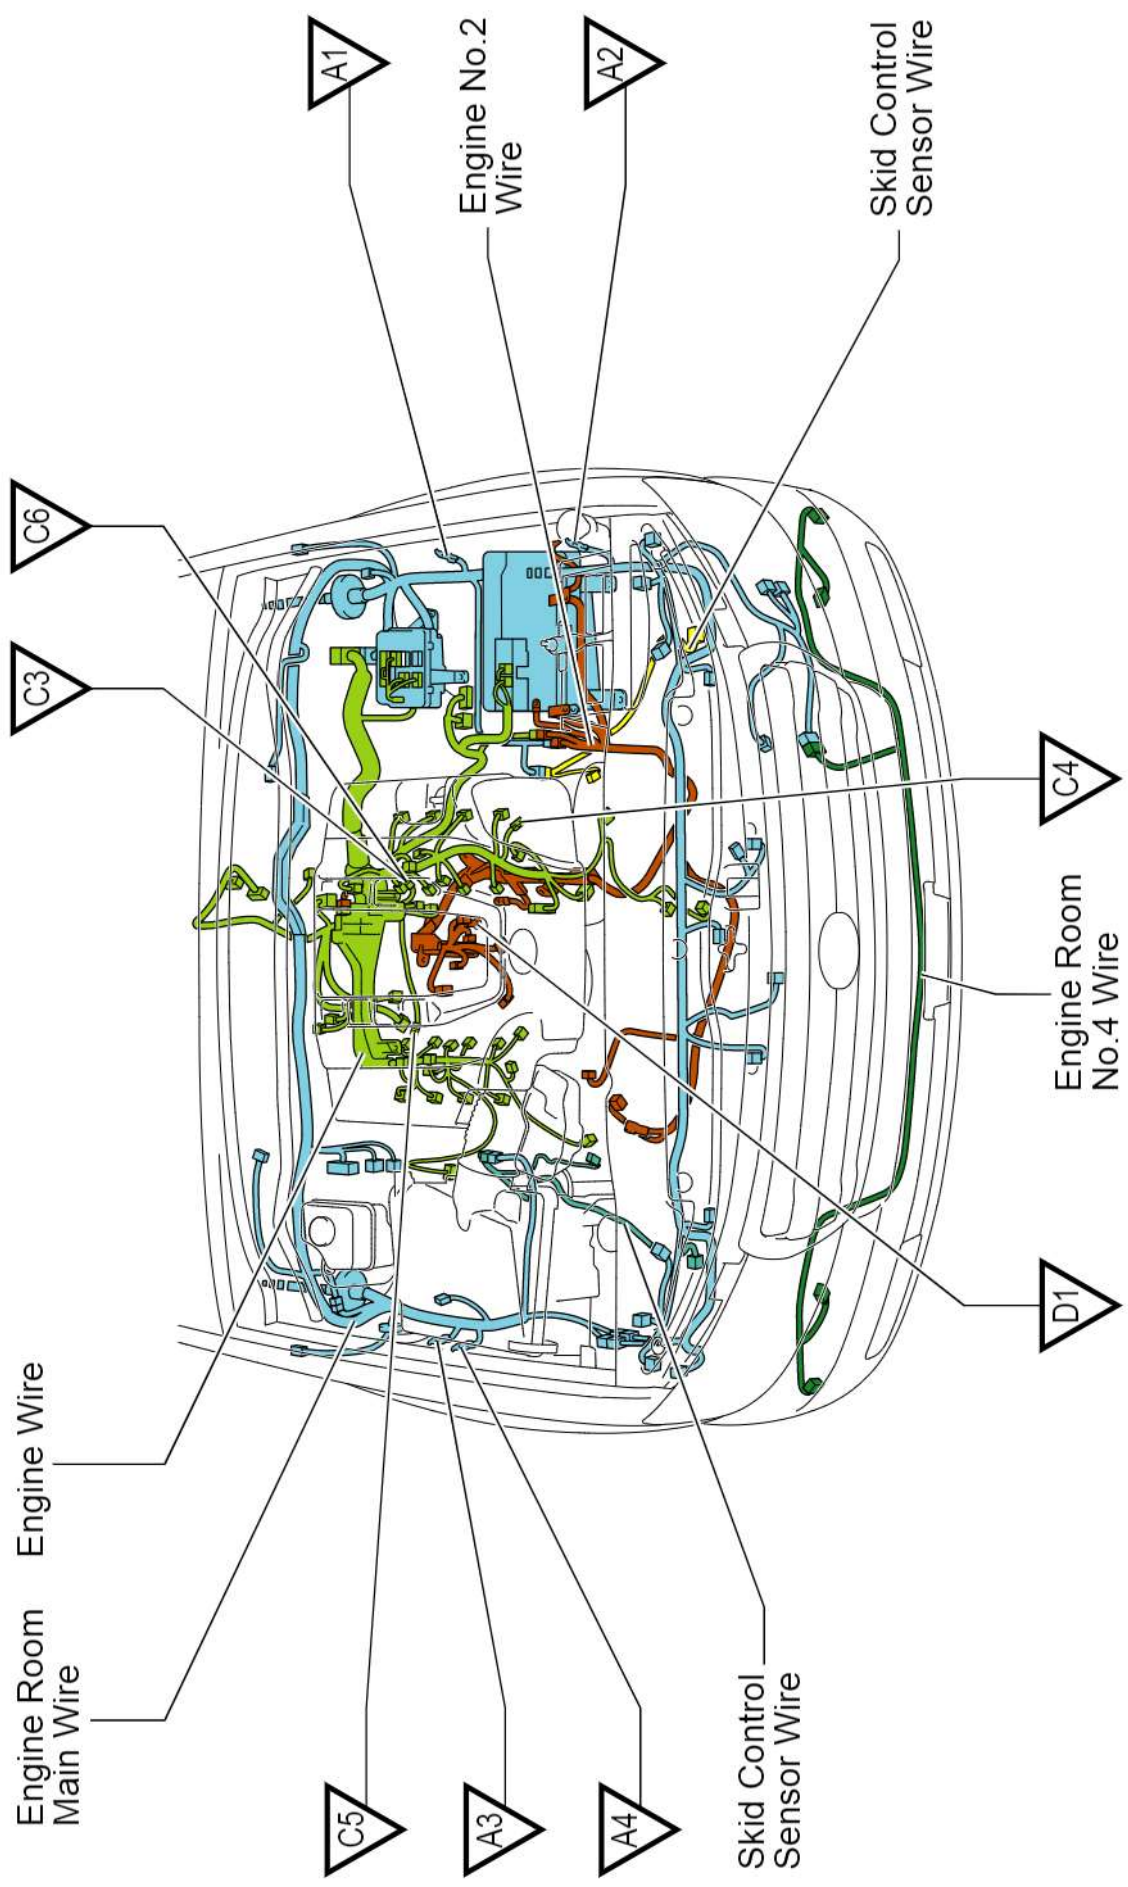 Engine Room
Main Wire
Engine Wire
C3
C6
C5
A1
A3
Engine No.2
Wire
A4
A2
Skid Control
Sensor Wire
Skid Control
Sensor Wire
D1
Engine Room
No.4 Wire
C4